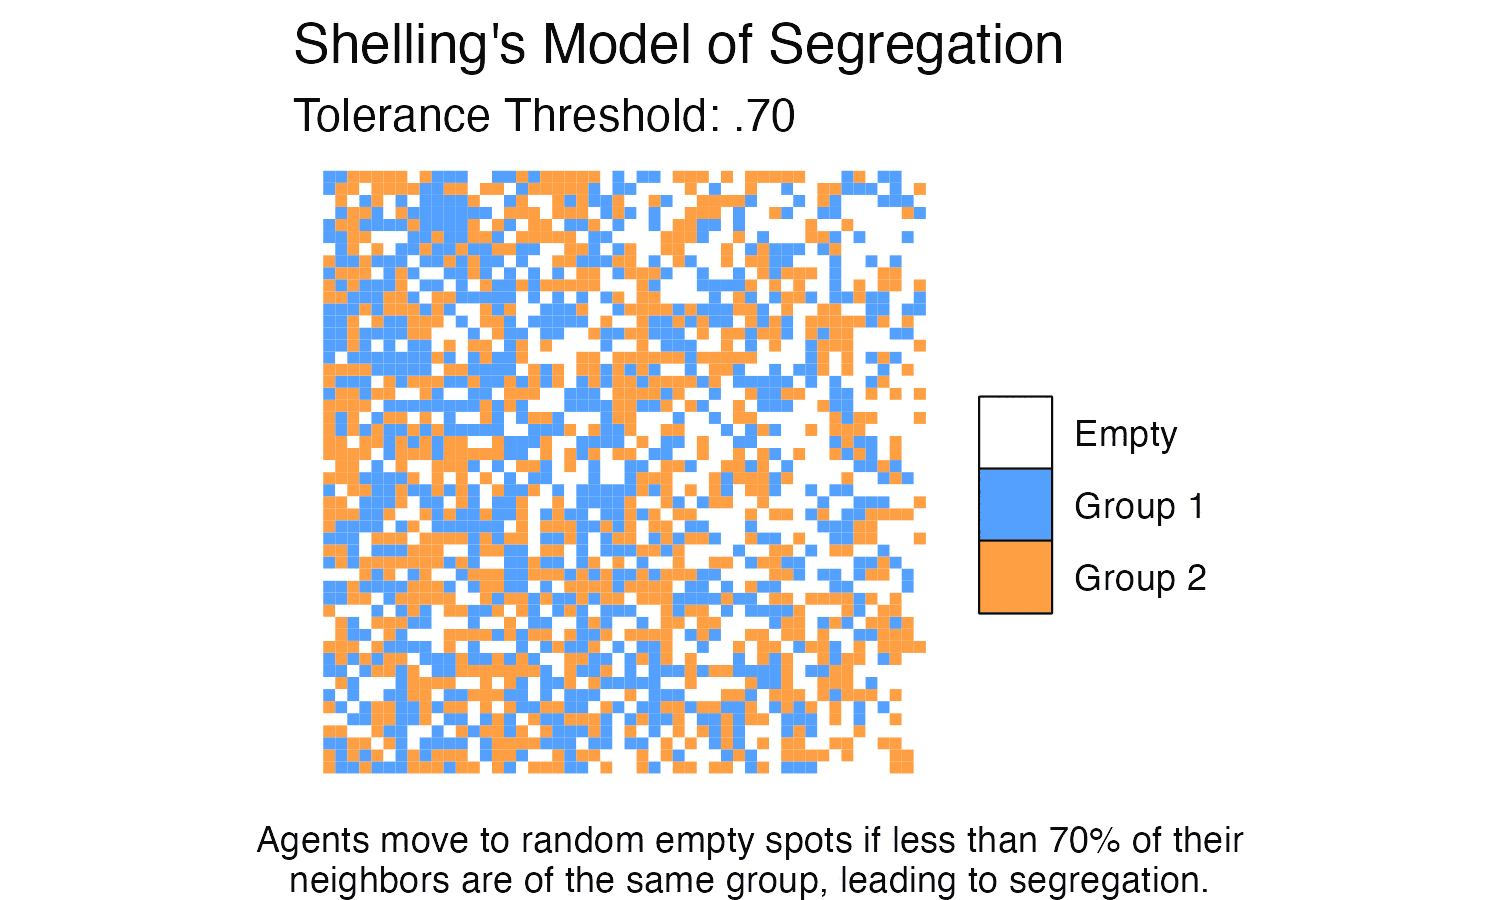 Shelling's Model of Segregation
Tolerance Threshold: .70
Empty
Group 1
Group 2
Agents move to random empty spots if less than 70% of their
neighbors are of the same group, leading to segregation.